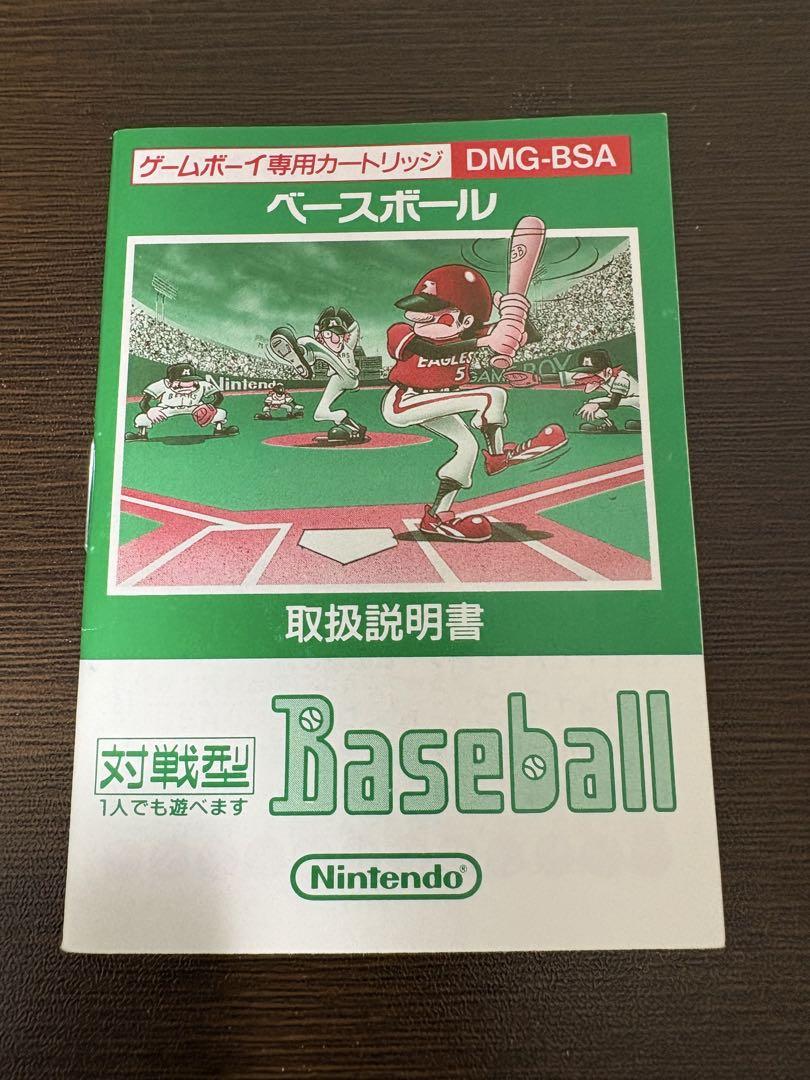 ゲームボーイ専用カートリッジ DMG-BSA
ベースボール
GB
EAGLES
5
Nintendo
GAMEBOY
取扱説明書
対戦型
1人でも遊べます
Baseball
Nintendo®